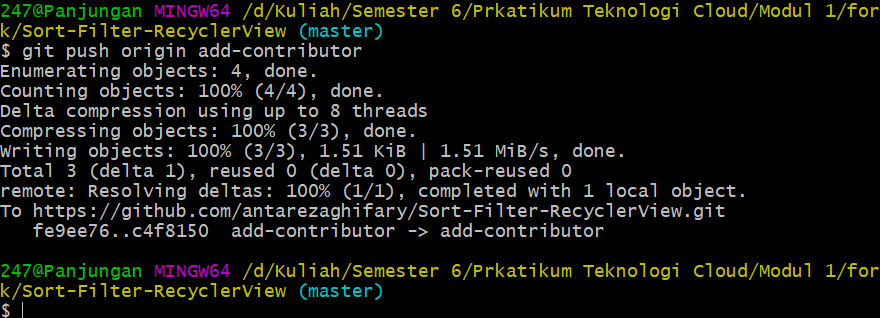 247@Panjungan MINGW64 /d/Kuliah/Semester 6/Prkatikum Teknologi Cloud/Modul 1/for
k/Sort-Filter-RecyclerView (master)
$ git push origin add-contributor
Enumerating objects: 4, done.
Counting objects: 100% (4/4), done.
Delta compression using up to 8 threads
Compressing objects: 100% (3/3), done.
Writing objects: 100% (3/3), 1.51 KiB | 1.51 MiB/s, done.
Total 3 (delta 1), reused 0 (delta 0), pack-reused 0
remote: Resolving deltas: 100% (1/1), completed with 1 local object.
To https://github.com/antarezaghifary/Sort-Filter-RecyclerView.git
   fe9ee76..c4f8150  add-contributor -> add-contributor

247@Panjungan MINGW64 /d/Kuliah/Semester 6/Prkatikum Teknologi Cloud/Modul 1/for
k/Sort-Filter-RecyclerView (master)
$